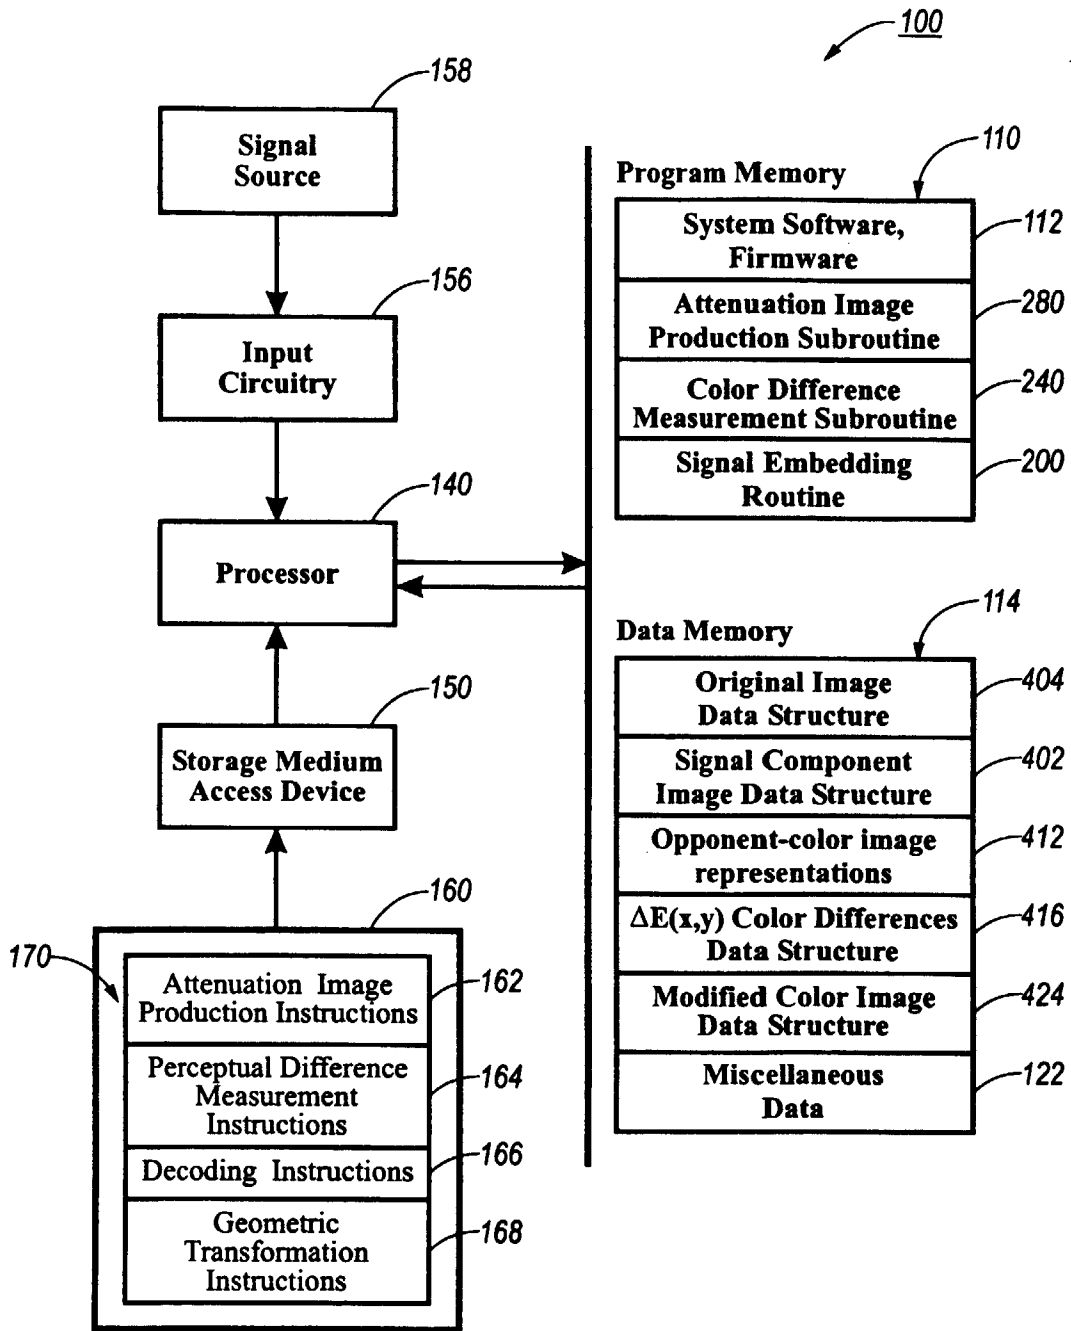 100
158
Signal
Source
156
Input
Circuitry
140
Processor
150
Storage Medium
Access Device
160
170
Attenuation Image
Production Instructions
162
Perceptual Difference
Measurement
Instructions
164
Decoding Instructions
166
Geometric
Transformation
Instructions
168
Program Memory
110
System Software,
Firmware
112
Attenuation Image
Production Subroutine
280
Color Difference
Measurement Subroutine
240
Signal Embedding
Routine
200
Data Memory
114
Original Image
Data Structure
404
Signal Component
Image Data Structure
402
Opponent-color image
representations
412
ΔE(x,y) Color Differences
Data Structure
416
Modified Color Image
Data Structure
424
Miscellaneous
Data
122